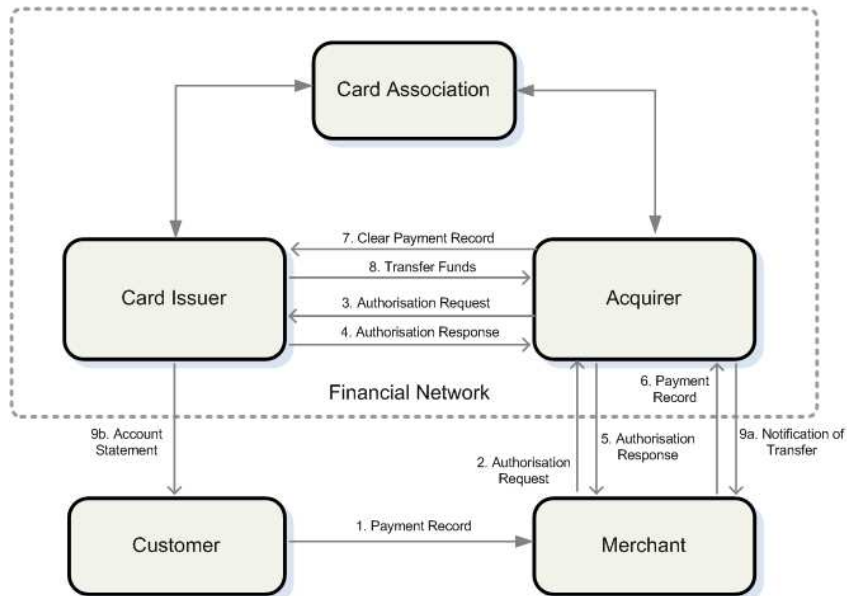 Card Association
7. Clear Payment Record
8. Transfer Funds
Card Issuer
3. Authorisation Request
Acquirer
4. Authorisation Response
Financial Network
6. Payment
Record
9b. Account
Statement
2. Authorisation
Request
5. Authorisation
Response
9a. Notification of
Transfer
Customer
1. Payment Record
Merchant